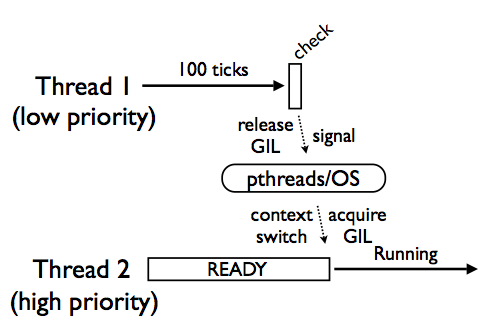 check
100 ticks
Thread 1
(low priority)
release
GIL
signal
pthreads/OS
context
switch
acquire
GIL
Running
Thread 2
READY
(high priority)